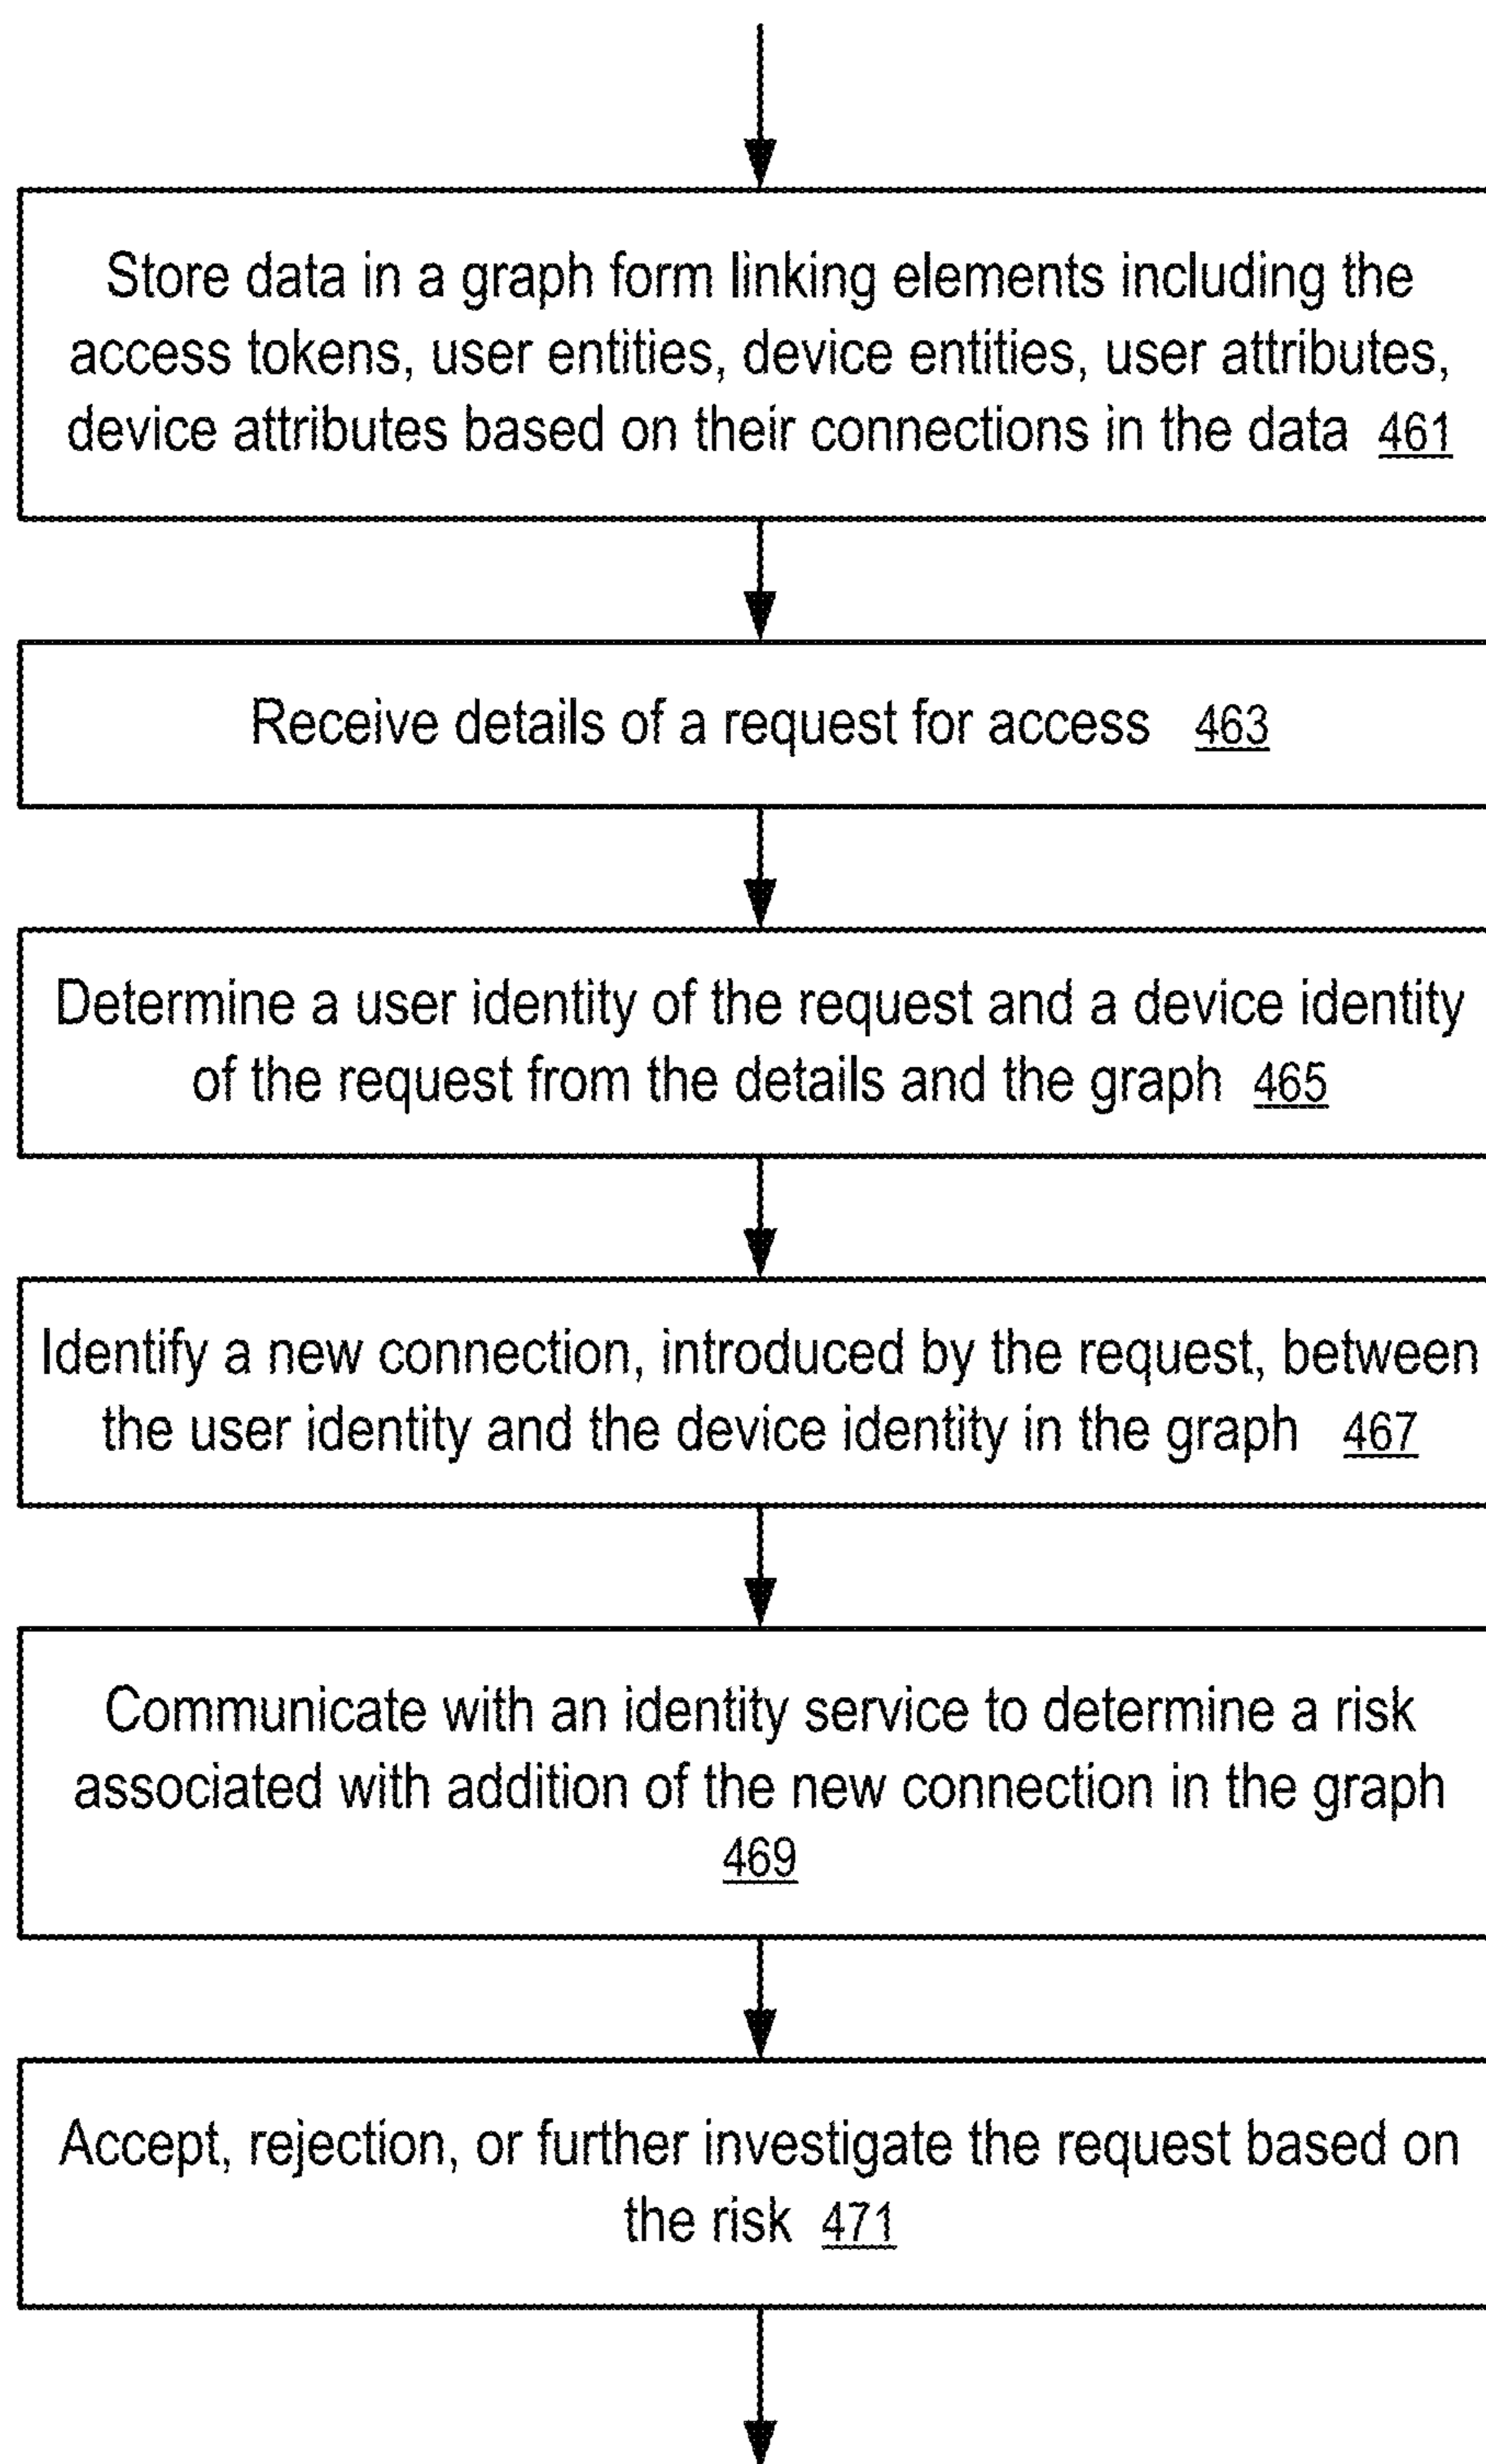 Store data in a graph form linking elements including the
access tokens, user entities, device entities, user attributes,
device attributes based on their connections in the data 461
Receive details of a request for access 463
Determine a user identity of the request and a device identity
of the request from the details and the graph 465
Identify a new connection, introduced by the request, between
the user identity and the device identity in the graph 467
Communicate with an identity service to determine a risk
associated with addition of the new connection in the graph
469
Accept, rejection, or further investigate the request based on
the risk 471